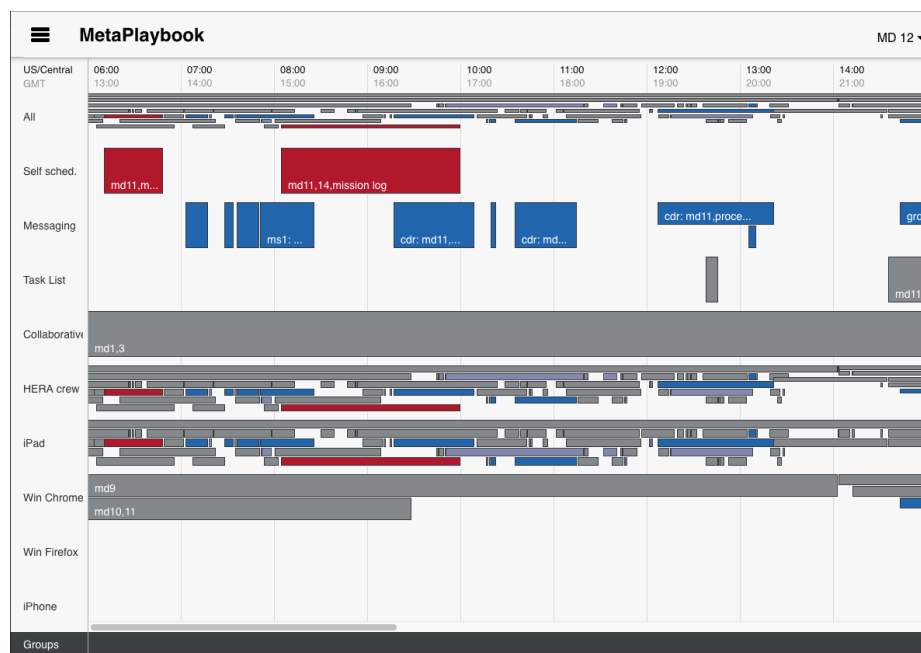 MetaPlaybook
MD 12
US/Central 06:00 07:00 08:00 09:00 10:00 11:00 12:00 13:00 14:00
GMT 13:00 14:00 15:00 16:00 17:00 18:00 19:00 20:00 21:00
All
Self sched.
md11,m... md11,14,mission log
Messaging
cdr: md11,proce... grd
ms1: ... cdr: md11,... cdr: md...
Task List
md11
Collaborative
md1,3
HERA crew
iPad
md9
Win Chrome
md10,11
Win Firefox
iPhone
Groups